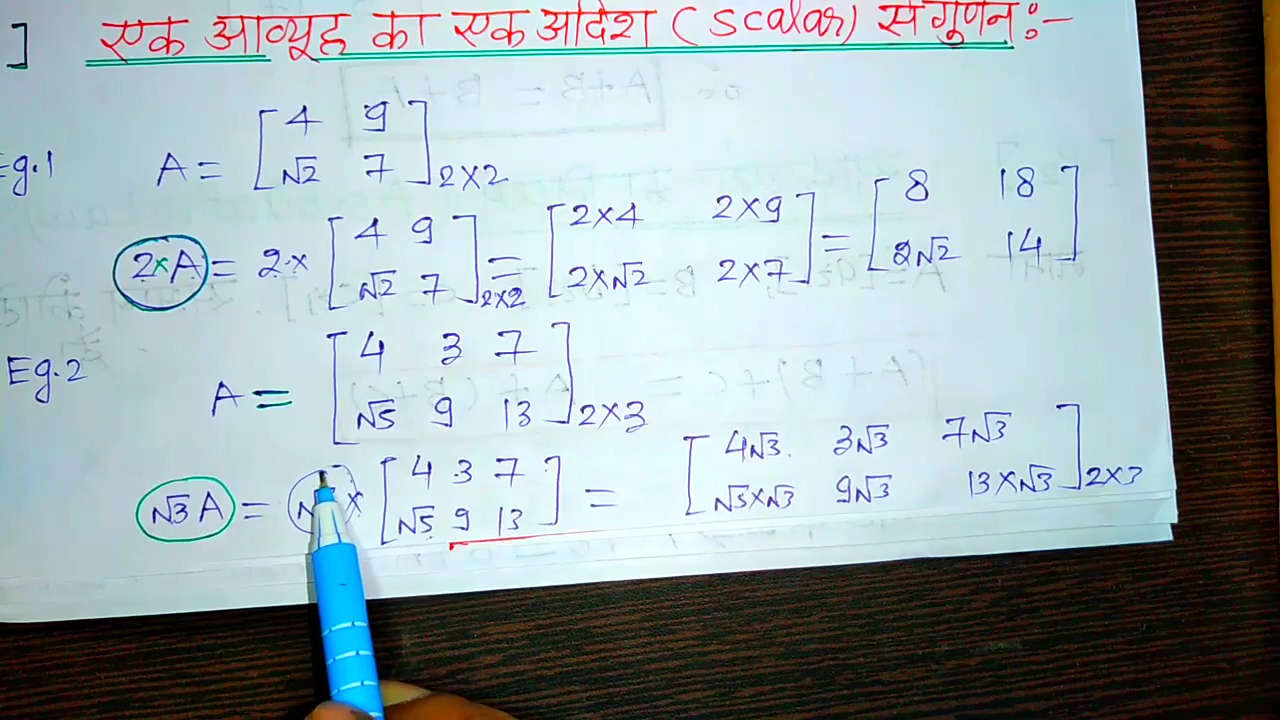 ] एक आव्यूह का एक अदिश (scalar) से गुणन :-
Eg.1 A = [4 9
√2 7]2×2
2×A = 2× [4 9
√2 7]2×2 = [2×4 2×9
2×√2 2×7] = [8 18
2√2 14]
Eg.2 A = [4 3 7
√5 9 13]2×3
√3 A = √3 × [4 3 7
√5 9 13] = [4√3 3√3 7√3
√5×√3 9√3 13×√3]2×3